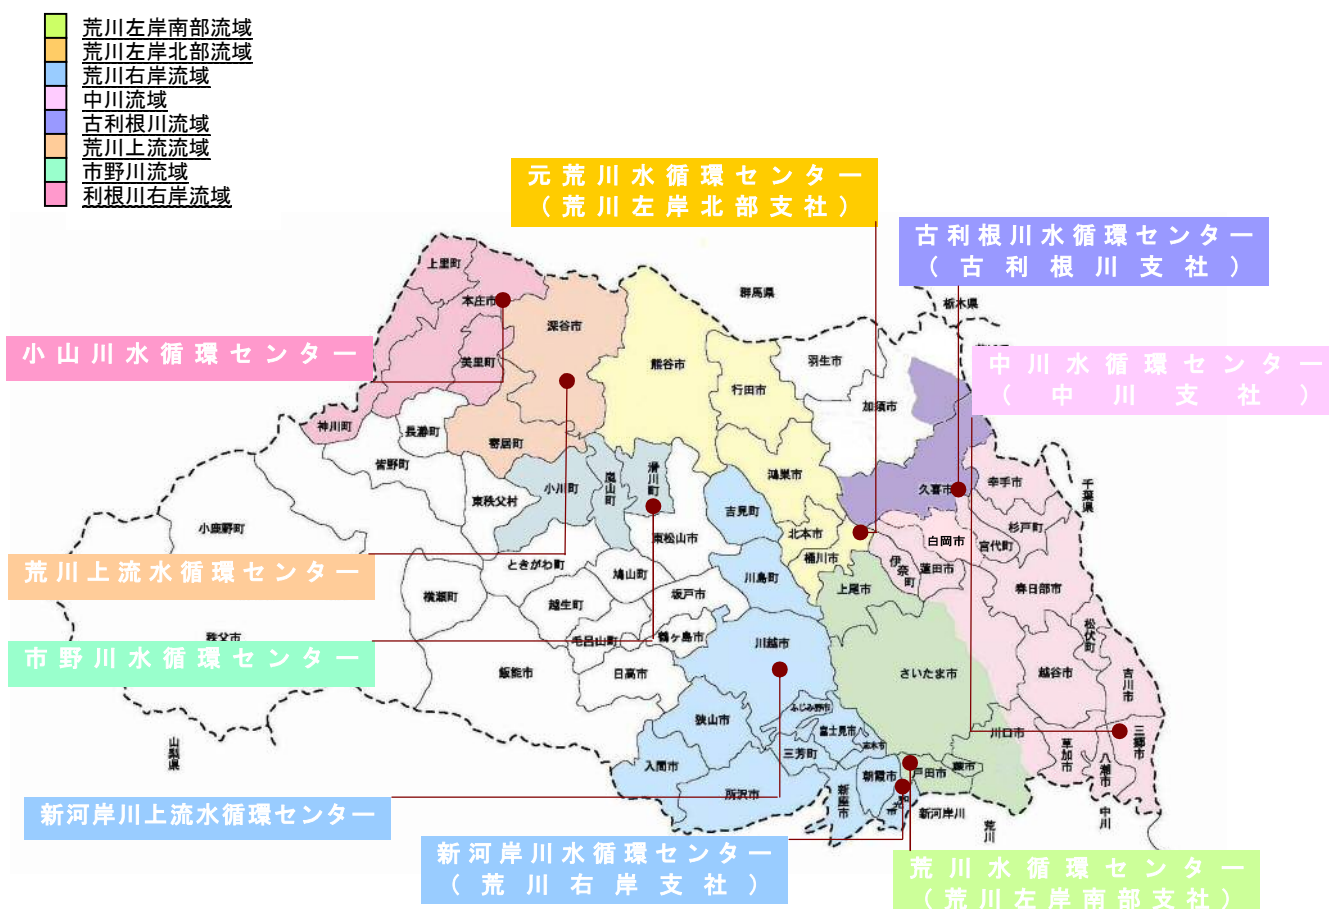 荒川左岸南部流域
荒川左岸北部流域
荒川右岸流域
中川流域
古利根川流域
荒川上流流域
市野川流域
利根川右岸流域
元荒川水循環センター
（荒川左岸北部支社）
古利根川水循環センター
（古利根川支社）
上里町
群馬県
栃木県
本庄市
深谷市
小山川水循環センター
中川水循環センター
（中川支社）
美里町
熊谷市
羽生市
行田市
加須市
神川町
長瀞町
寄居町
皆野町
鴻巣市
幸手市
千葉県
久喜市
小川町
嵐山町
滑川町
東秩父村
吉見町
小鹿野町
杉戸町
東松山市
北本市
白岡市
宮代町
桶川市
伊奈町
蓮田市
ときがわ町
荒川上流水循環センター
鳩山町
川島町
上尾市
春日部市
横瀬町
越生町
坂戸市
松伏町
秩父市
毛呂山町
鶴ヶ島市
川越市
市野川水循環センター
飯能市
日高市
さいたま市
越谷市
吉川市
ふじみ野市
狭山市
富士見市
川口市
三郷市
山梨県
三芳町
志木市
草加市
入間市
朝霞市
戸田市
蕨市
八潮市
所沢市
新座市
新河岸川
荒川
中川
新河岸川上流水循環センター
新河岸川水循環センター
（荒川右岸支社）
荒川水循環センター
（荒川左岸南部支社）